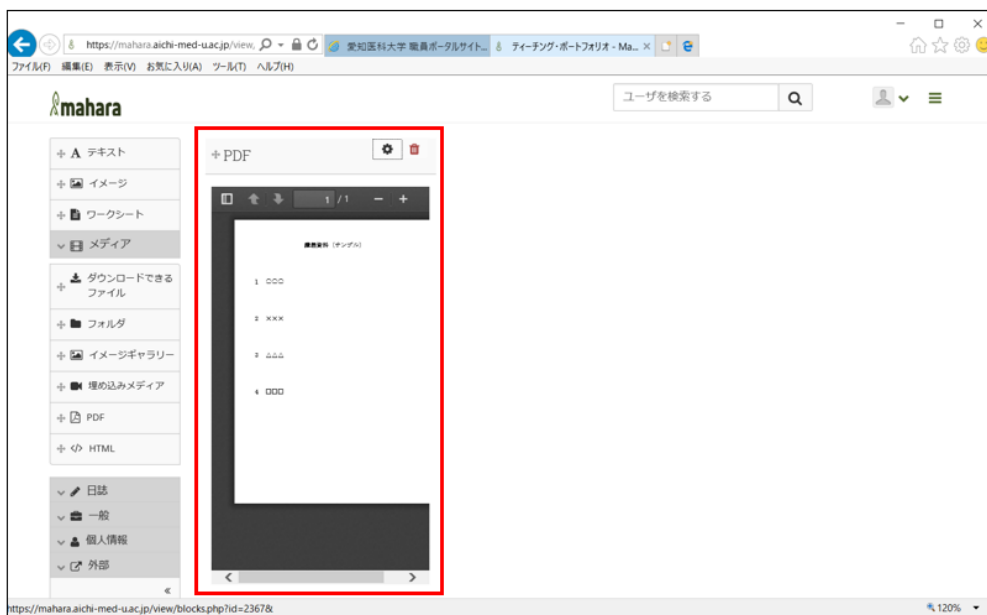 https://mahara.aichi-med-u.ac.jp/view,
愛知医科大学 職員ポータルサイト...
ティーチング・ポートフォリオ - Ma...
ファイル(F) 編集(E) 表示(V) お気に入り(A) ツール(T) ヘルプ(H)
mahara
ユーザを検索する
テキスト
イメージ
ワークシート
メディア
ダウンロードできる
ファイル
フォルダ
イメージギャラリー
埋め込みメディア
PDF
</> HTML
日誌
一般
個人情報
外部
«
PDF
1 / 1
講義資料（サンプル）
1 ○○○
2 ×××
3 △△△
4 □□□
https://mahara.aichi-med-u.ac.jp/view/blocks.php?id=2367&
120%